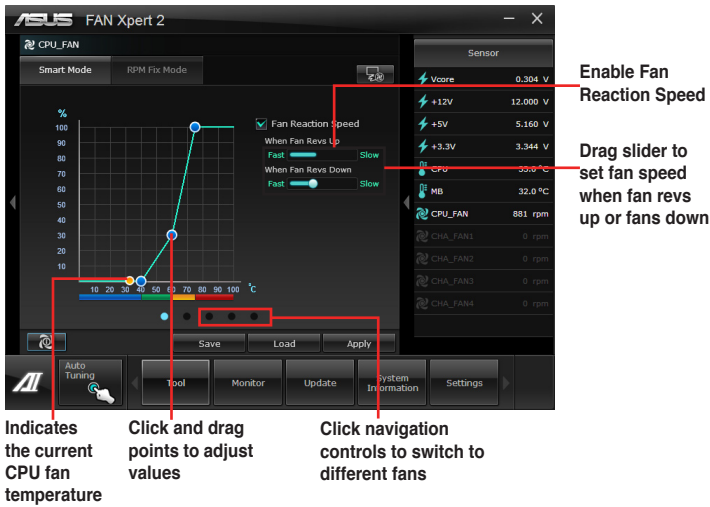 ASUS FAN Xpert 2
CPU_FAN
Smart Mode
RPM Fix Mode
%
100
90
80
70
60
50
40
30
20
10
10 20 30 40 50 60 70 80 90 100 °C
Fan Reaction Speed
When Fan Revs Up
Fast Slow
When Fan Revs Down
Fast Slow
Save
Load
Apply
Sensor
Vcore 0.304 V
+12V 12.000 V
+5V 5.160 V
+3.3V 3.344 V
CPU 33.0 °C
MB 32.0 °C
CPU_FAN 881 rpm
CHA_FAN1 0 rpm
CHA_FAN2 0 rpm
CHA_FAN3 0 rpm
CHA_FAN4 0 rpm
Auto
Tuning
Tool
Monitor
Update
System
Information
Settings
Enable Fan
Reaction Speed
Drag slider to
set fan speed
when fan revs
up or fans down
Indicates
the current
CPU fan
temperature
Click and drag
points to adjust
values
Click navigation
controls to switch to
different fans